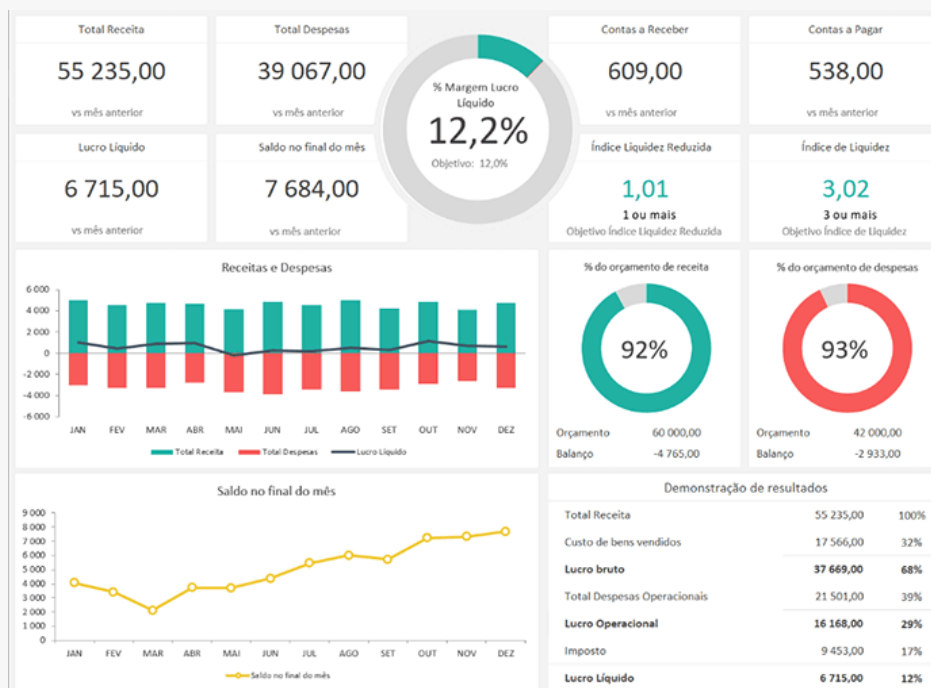 Total Receita
55 235,00
vs mês anterior
Total Despesas
39 067,00
vs mês anterior
% Margem Lucro
Líquido
12,2%
Objetivo: 12,0%
Contas a Receber
609,00
Contas a Pagar
538,00
Lucro Líquido
6 715,00
vs mês anterior
Saldo no final do mês
7 684,00
vs mês anterior
Índice Liquidez Reduzida
1,01
1 ou mais
Objetivo Índice Liquidez Reduzida
Índice de Liquidez
3,02
3 ou mais
Objetivo Índice de Liquidez
Receitas e Despesas
6 000
4 000
2 000
0
-2 000
-4 000
-6 000
JAN FEV MAR ABR MAI JUN JUL AGO SET OUT NOV DEZ
Total Receita Total Despesas Lucro Líquido
% do orçamento de receita
92%
Orçamento 60 000,00
Balanço -4 765,00
% do orçamento de despesas
93%
Orçamento 42 000,00
Balanço -2 933,00
Saldo no final do mês
9 000
8 000
7 000
6 000
5 000
4 000
3 000
2 000
1 000
0
JAN FEV MAR ABR MAI JUN JUL AGO SET OUT NOV DEZ
Saldo no final do mês
Demonstração de resultados
Total Receita 55 235,00 100%
Custo de bens vendidos 17 566,00 32%
Lucro bruto 37 669,00 68%
Total Despesas Operacionais 21 501,00 39%
Lucro Operacional 16 168,00 29%
Imposto 9 453,00 17%
Lucro Líquido 6 715,00 12%